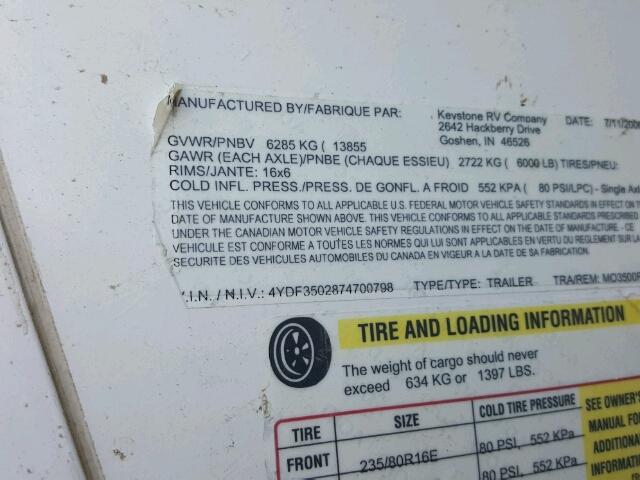 MANUFACTURED BY/FABRIQUE PAR: Keystone RV Company DATE:
2642 Hackberry Drive
Goshen, IN 46526
GVWR/PNBV 6285 KG ( 13855
GAWR (EACH AXLE)/PNBE (CHAQUE ESSIEU) 2722 KG ( 6000 LB) TIRES/PNEU:
RIMS/JANTE: 16x6
COLD INFL. PRESS./PRESS. DE GONFL. A FROID 552 KPA ( 80 PSI/LPC) - Single
THIS VEHICLE CONFORMS TO ALL APPLICABLE U.S. FEDERAL MOTOR VEHICLE SAFETY STANDARDS IN EFFECT ON
DATE OF MANUFACTURE SHOWN ABOVE. THIS VEHICLE CONFORMS TO ALL APPLICABLE STANDARDS PRESCRIBED
UNDER THE CANADIAN MOTOR VEHICLE SAFETY REGULATIONS IN EFFECT ON THE DATE OF MANUFACTURE - CE
VEHICULE EST CONFORME A TOUTES LES NORMES QUI LUI SONT APPLICABLES EN VERTU DU REGLEMENT SUR LA
SECURITE DES VEHICULES AUTOMOBILES DU CANADA EN VIGEUR A LA DATE DE SA FABRICATION.
V.I.N. / N.I.V.: 4YDF3502874700798 TYPE/TYPE: TRAILER TRA/REM:
TIRE AND LOADING INFORMATION
The weight of cargo should never
exceed 634 KG or 1397 LBS.
TIRE SIZE COLD TIRE PRESSURE SEE OWNER'S
MANUAL FOR
FRONT 235/80R16E 80 PSI, 552 KPa
80 PSI, 552 KPa